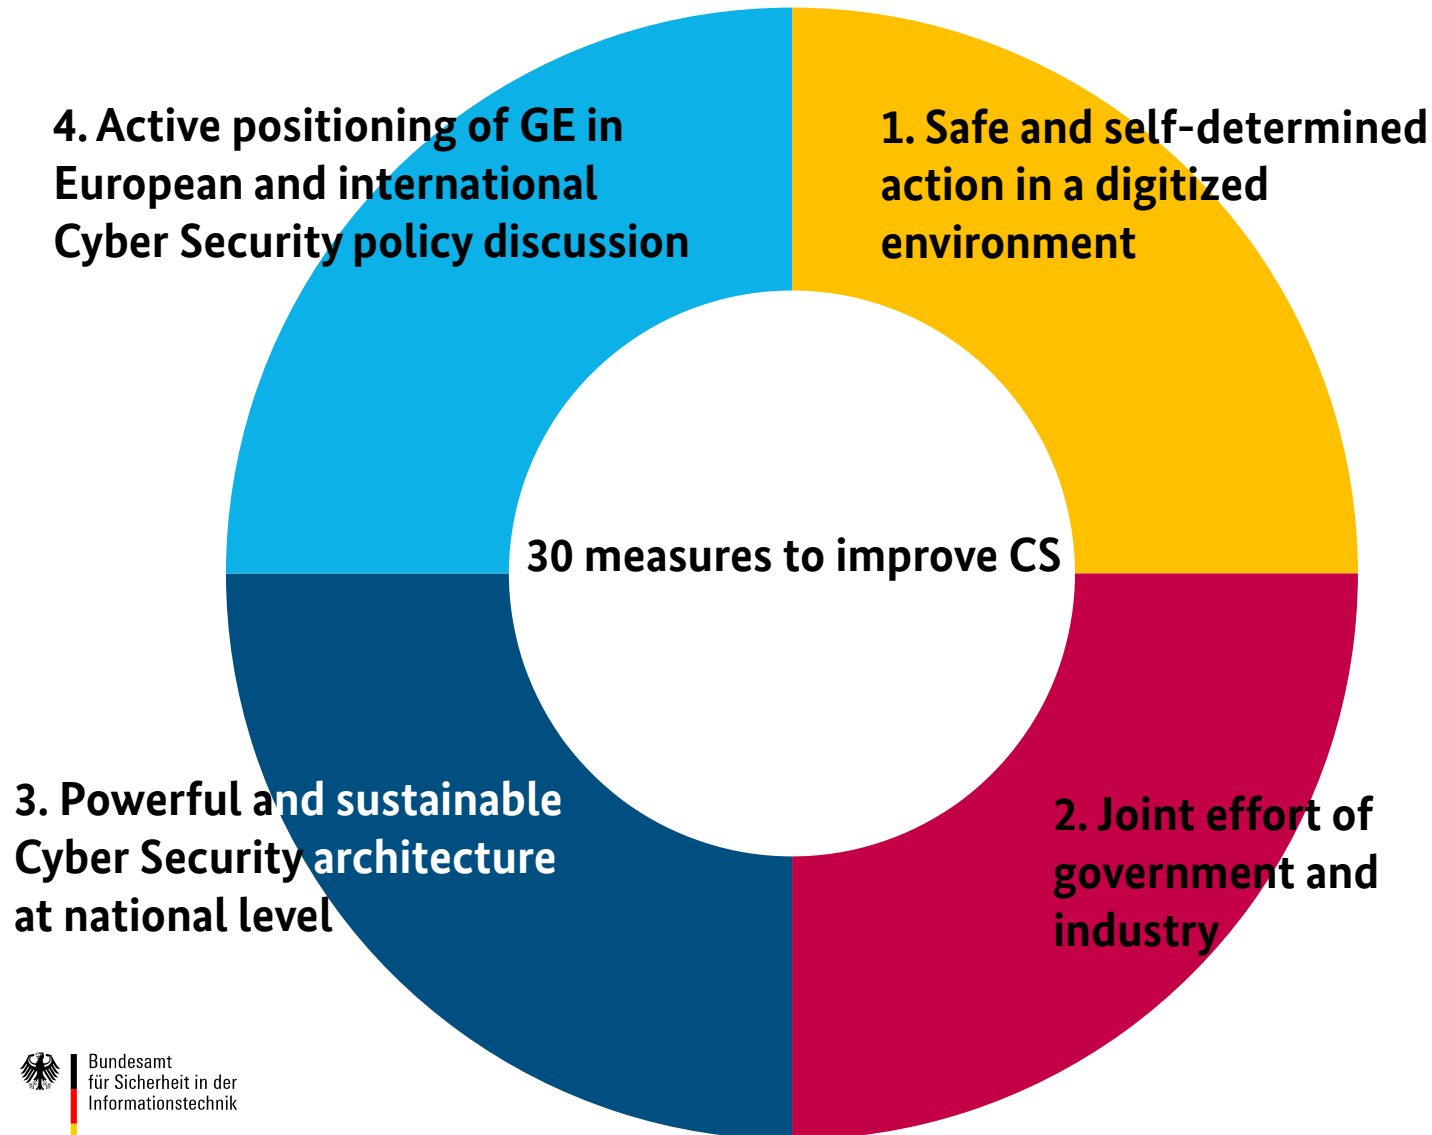 4. Active positioning of GE in
European and international
Cyber Security policy discussion
1. Safe and self-determined
action in a digitized
environment
30 measures to improve CS
3. Powerful and sustainable
Cyber Security architecture
at national level
2. Joint effort of
government and
industry
Bundesamt
für Sicherheit in der
Informationstechnik